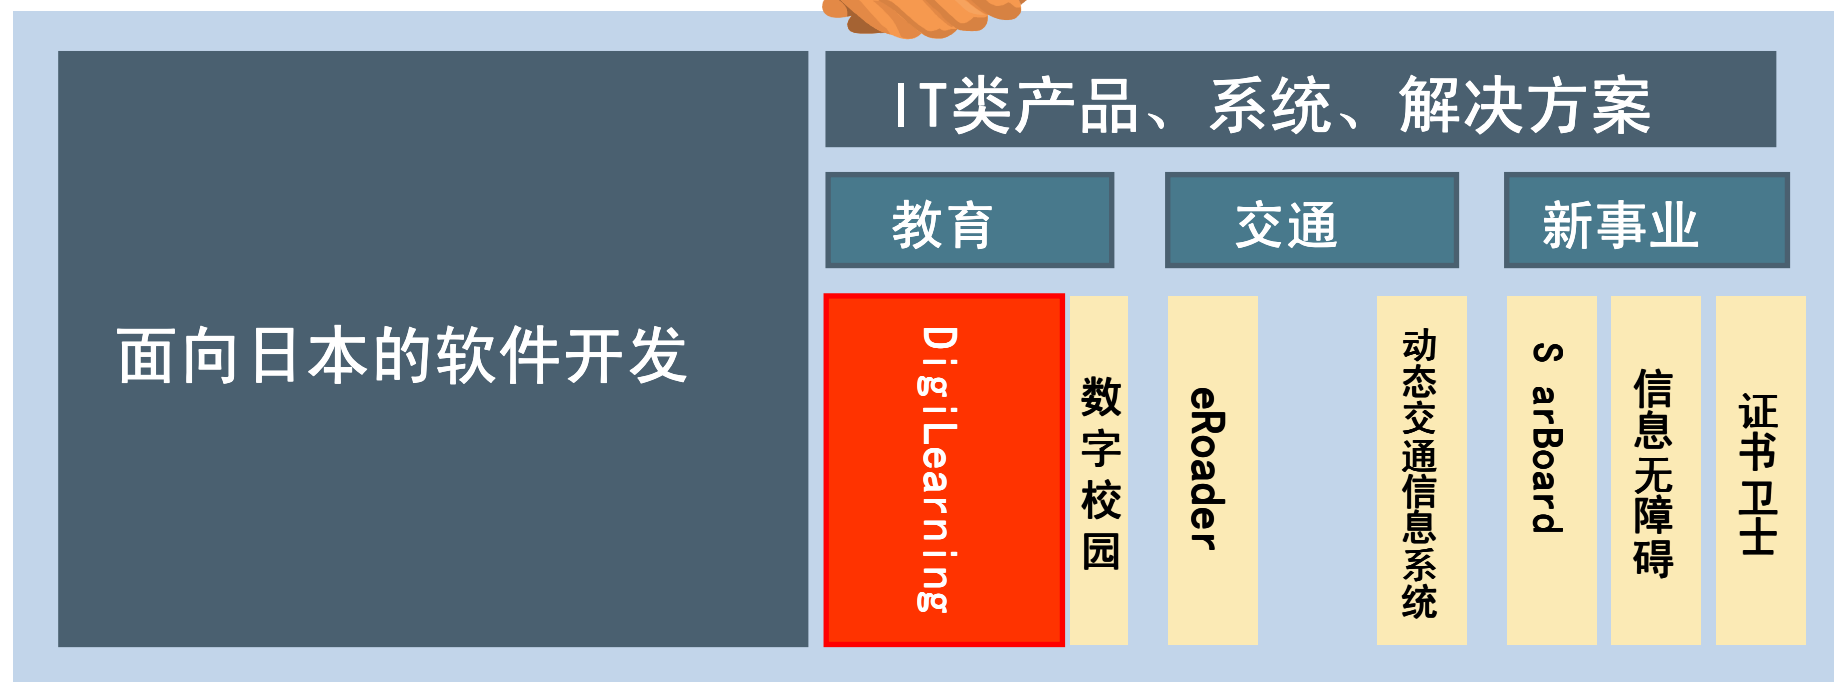 面向日本的软件开发
IT类产品、系统、解决方案
教育
交通
新事业
DigiLearning
数字校园
eRoader
动态交通信息系统
S arBoard
信息无障碍
证书卫士